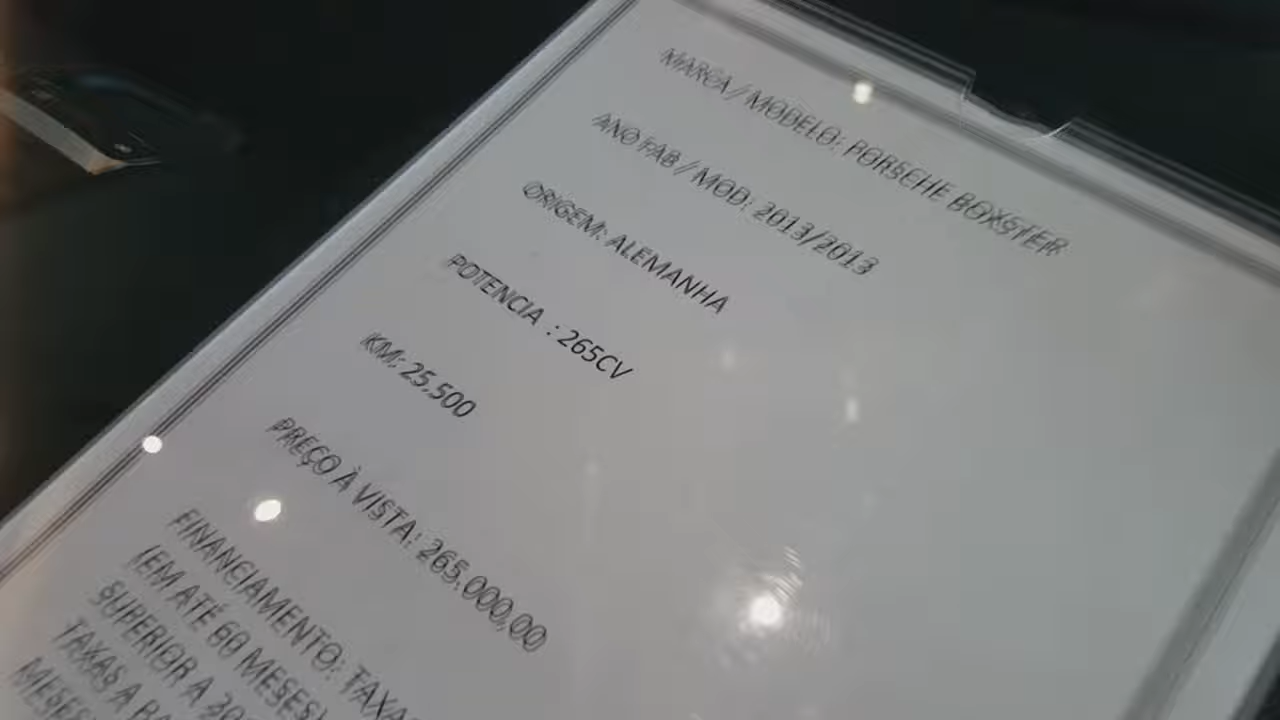 MARCA / MODELO: PORSCHE BOXSTER
ANO FAB / MOD: 2013/2013
ORIGEM: ALEMANHA
POTENCIA : 265CV
KM: 25.500
PREÇO À VISTA: 265.000,00
FINANCIAMENTO: TAXA
(EM ATÉ 60 MESES)
SUPERIOR A
TAXAS A
MESES